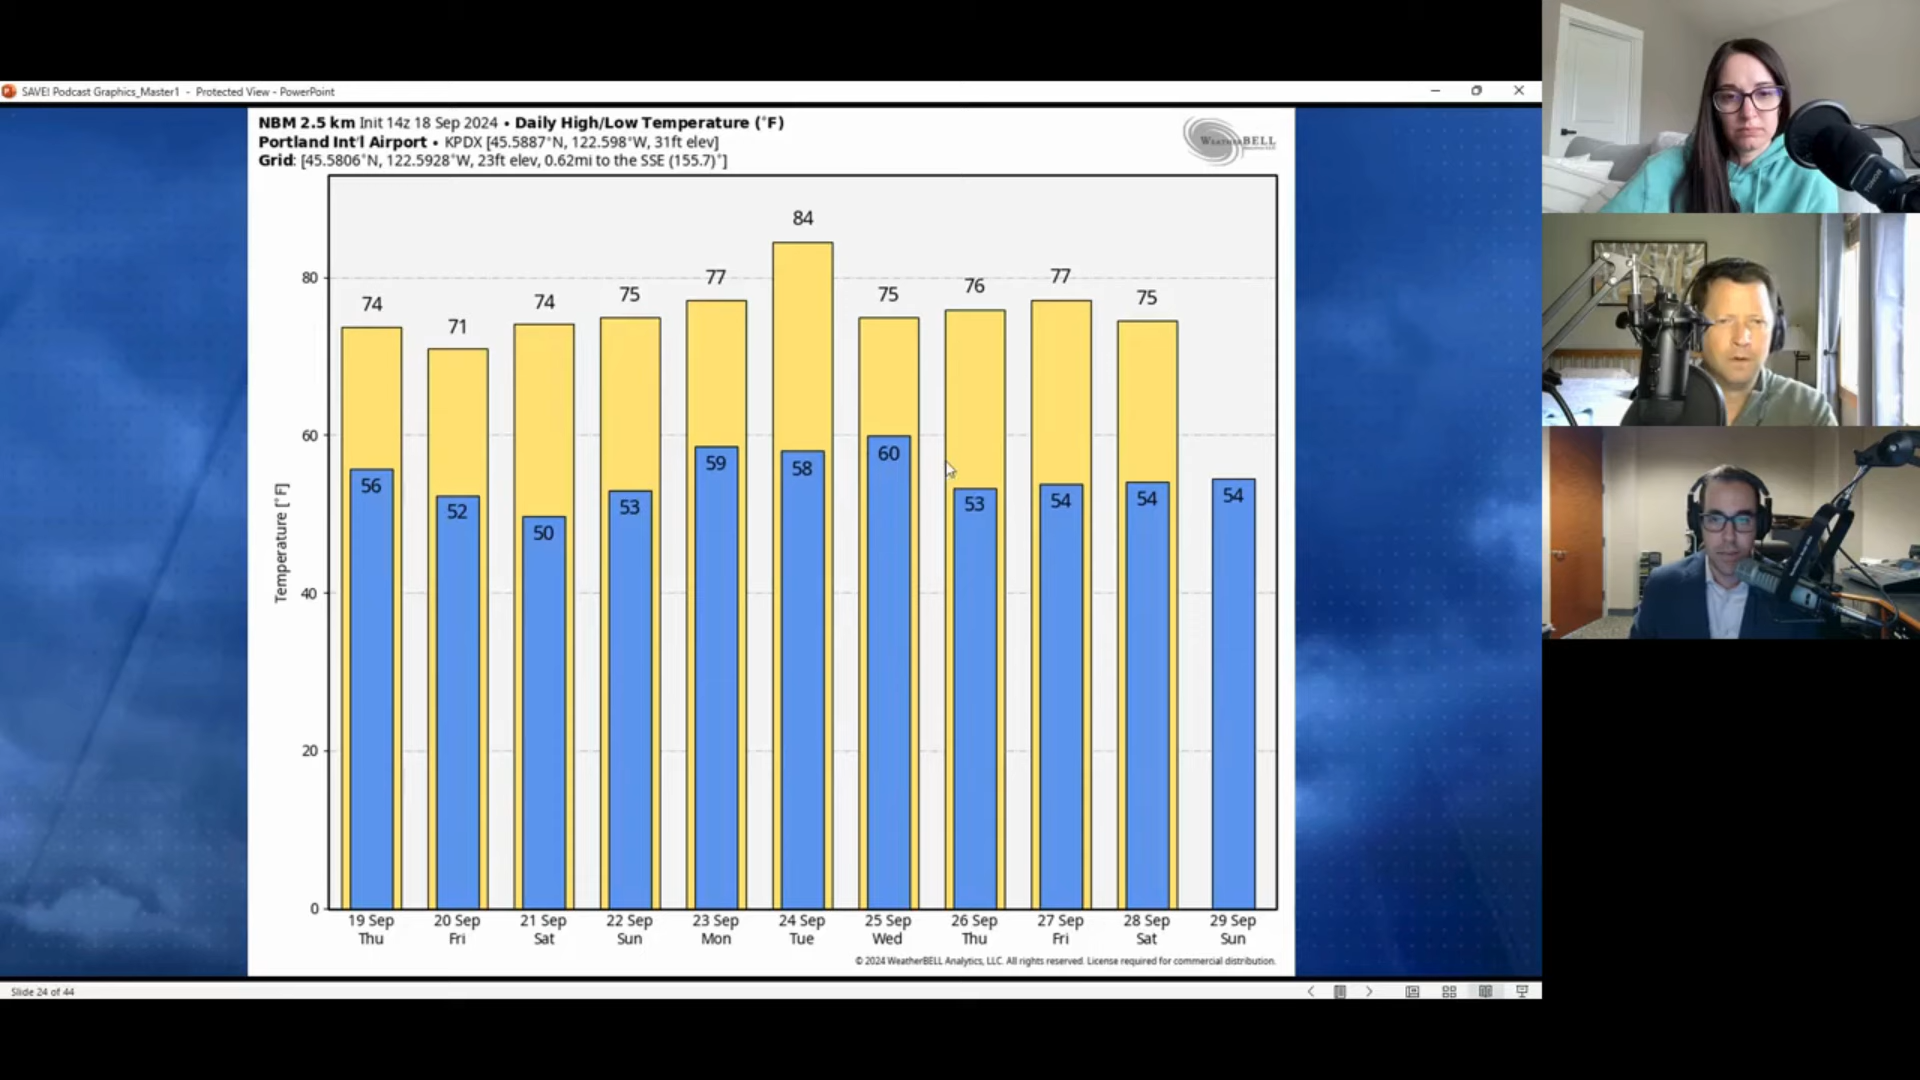 SAVE! Podcast Graphics_Master1 - Protected View - PowerPoint
NBM 2.5 km Init 14z 18 Sep 2024 • Daily High/Low Temperature (°F)
Portland Int'l Airport • KPDX [45.5887°N, 122.598°W, 31ft elev]
Grid: [45.5806°N, 122.5928°W, 23ft elev, 0.62mi to the SSE (155.7)°]
WEATHERBELL
84
80
77
77
76
75
75
75
74
74
71
60
60
59
58
56
54
54
54
53
53
52
50
Temperature [°F]
40
20
0
19 Sep 20 Sep 21 Sep 22 Sep 23 Sep 24 Sep 25 Sep 26 Sep 27 Sep 28 Sep 29 Sep
Thu Fri Sat Sun Mon Tue Wed Thu Fri Sat Sun
© 2024 WeatherBELL Analytics, LLC. All rights reserved. License required for commercial distribution.
Slide 24 of 44